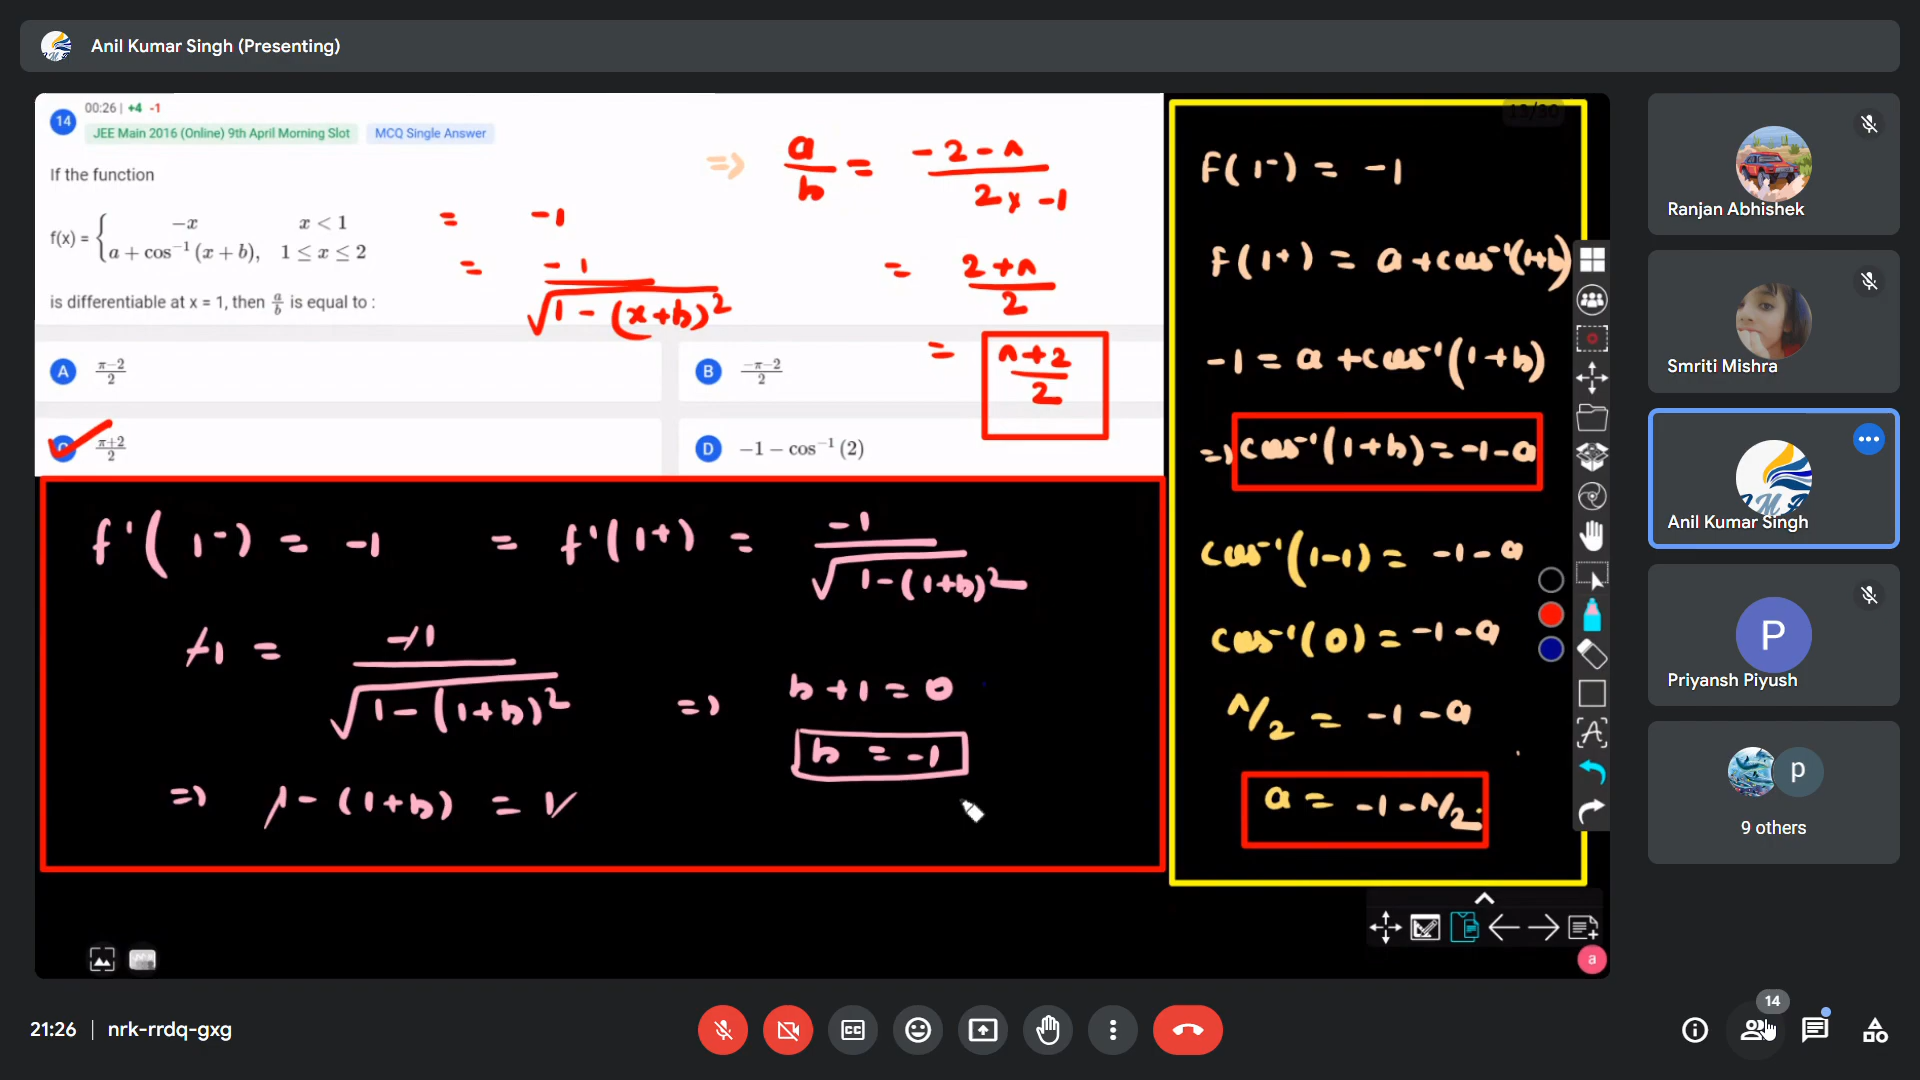 Anil Kumar Singh (Presenting)
14
00:26 | +4 -1
JEE Main 2016 (Online) 9th April Morning Slot MCQ Single Answer
If the function
f(x) = { −x x < 1
a + cos⁻¹ (x + b), 1 ≤ x ≤ 2
is differentiable at x = 1, then a/b is equal to :
A (π−2)/2
B (−π−2)/2
C (π+2)/2
D −1 − cos⁻¹ (2)
= -1
= -1/√(1-(x+b)²)
=> a/b = (-2-π)/(2x-1)
= (2+π)/2
= (π+2)/2
f'(1-) = -1 = f'(1+) = -1/√(1-(1+b)²)
-1 = -1/√(1-(1+b)²)
=> b+1=0
b = -1
=> 1-(1+b) = 1
13/30
f(1-) = -1
f(1+) = a+cos⁻¹(1+b)
-1 = a+cos⁻¹(1+b)
=> cos⁻¹(1+b) = -1-a
cos⁻¹(1-1) = -1-a
cos⁻¹(0) = -1-a
π/2 = -1-a
a = -1-π/2
a
Ranjan Abhishek
Smriti Mishra
Anil Kumar Singh
P
Priyansh Piyush
p
9 others
21:26 | nrk-rrdq-gxg
CC
14